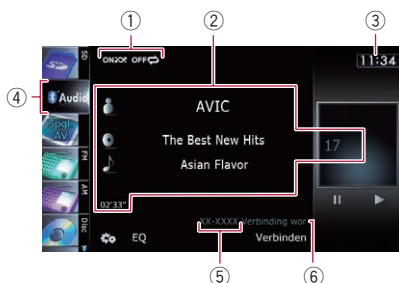 ① ② ③
ON OFF 11:34
④
SD
Audio
AVIC
The Best New Hits
17
Asian Flavor
FM
AM
Disc
02'33"
XX-XXXX Verbinding wor
EQ Verbinden
⑤ ⑥